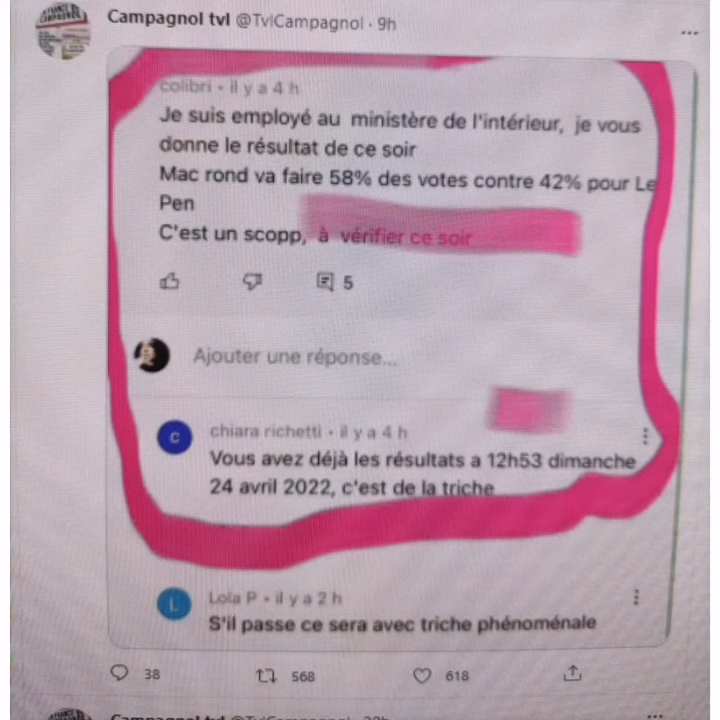 Campagnol tvl @TvlCampagnol · 9h
colibri • il y a 4 h
Je suis employé au ministère de l'intérieur, je vous
donne le résultat de ce soir
Mac rond va faire 58% des votes contre 42% pour Le
Pen
C'est un scopp, à vérifier ce soir
5
Ajouter une réponse...
C
chiara richetti • il y a 4 h
Vous avez déjà les résultats a 12h53 dimanche
24 avril 2022, c'est de la triche
L
Lola P • il y a 2 h
S'il passe ce sera avec triche phénoménale
38 568 618
Campagnol tvl @TvlCampagnol